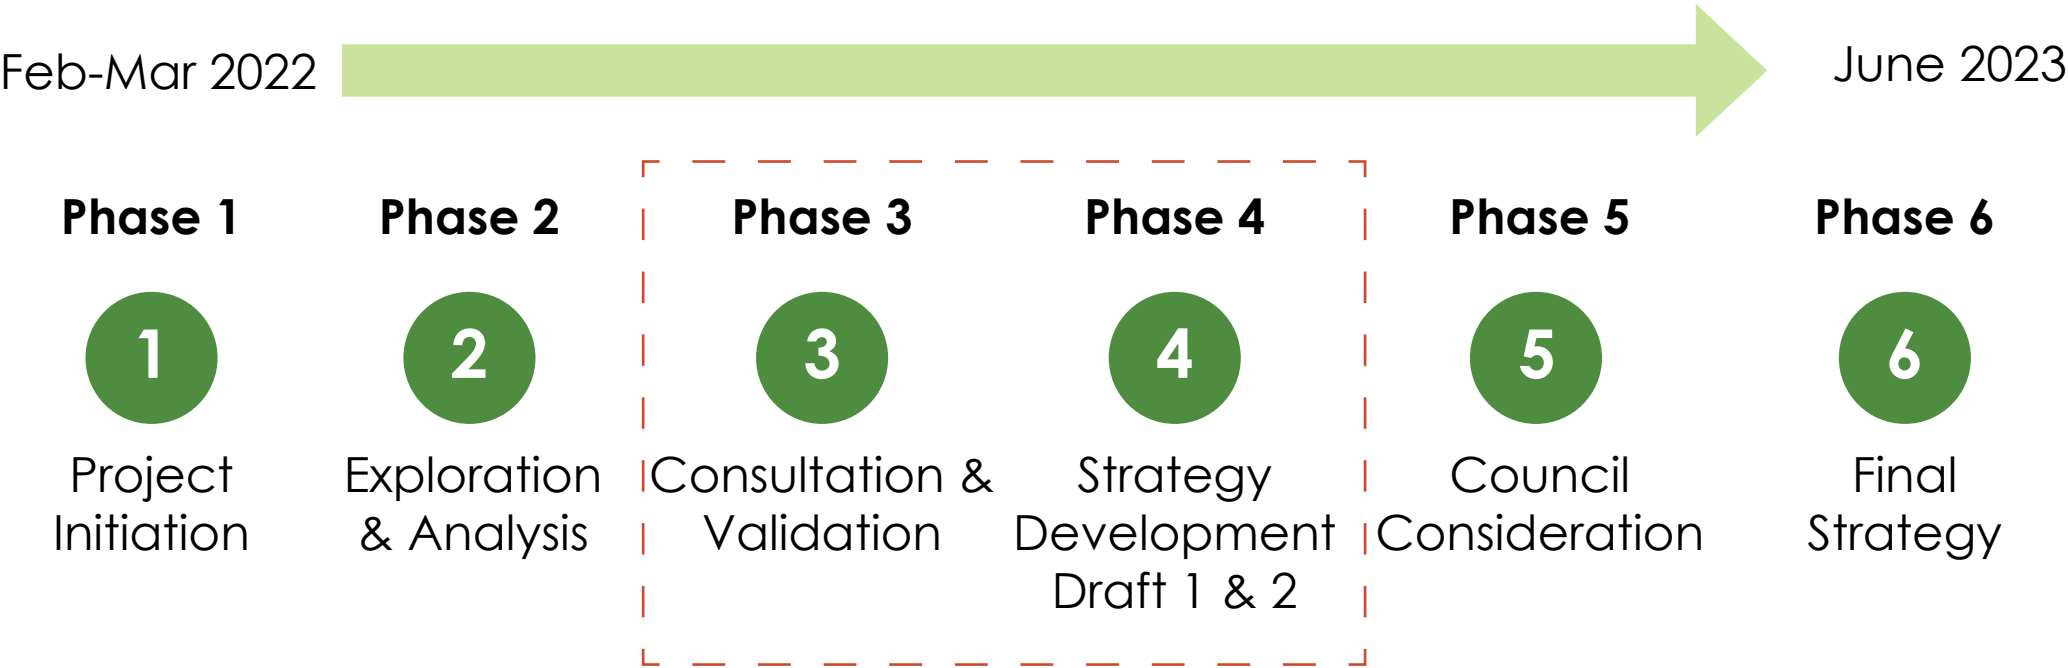 Feb-Mar 2022
June 2023
Phase 1
Phase 2
Phase 3
Phase 4
Phase 5
Phase 6
1
2
3
4
5
6
Project
Initiation
Exploration
& Analysis
Consultation &
Validation
Strategy
Development
Draft 1 & 2
Council
Consideration
Final
Strategy